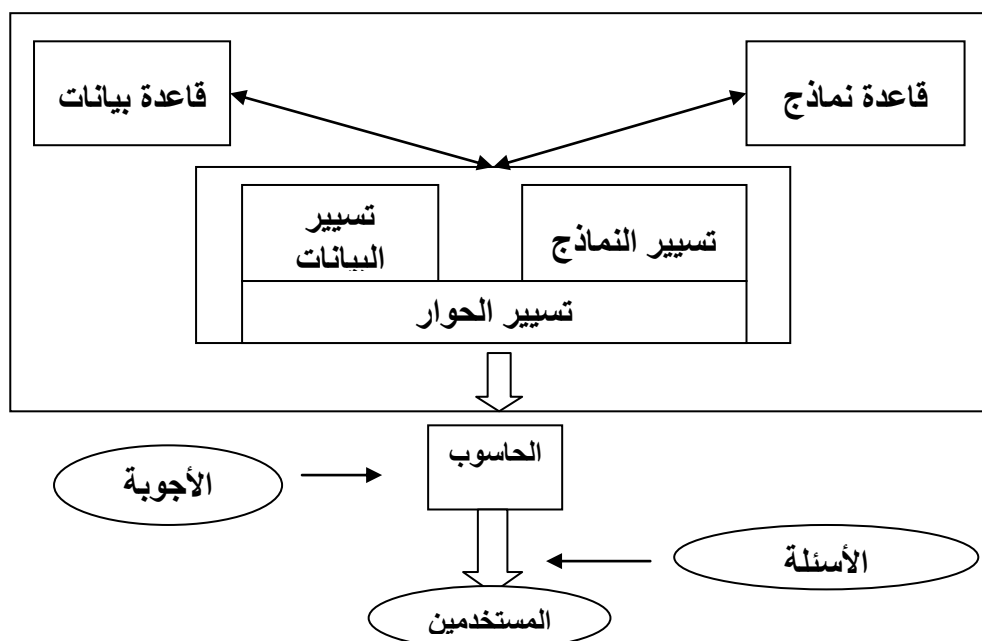 قاعدة نماذج
قاعدة بيانات
تسيير النماذج
تسيير
البيانات
تسيير الحوار
الحاسوب
الأجوبة
الأسئلة
المستخدمين